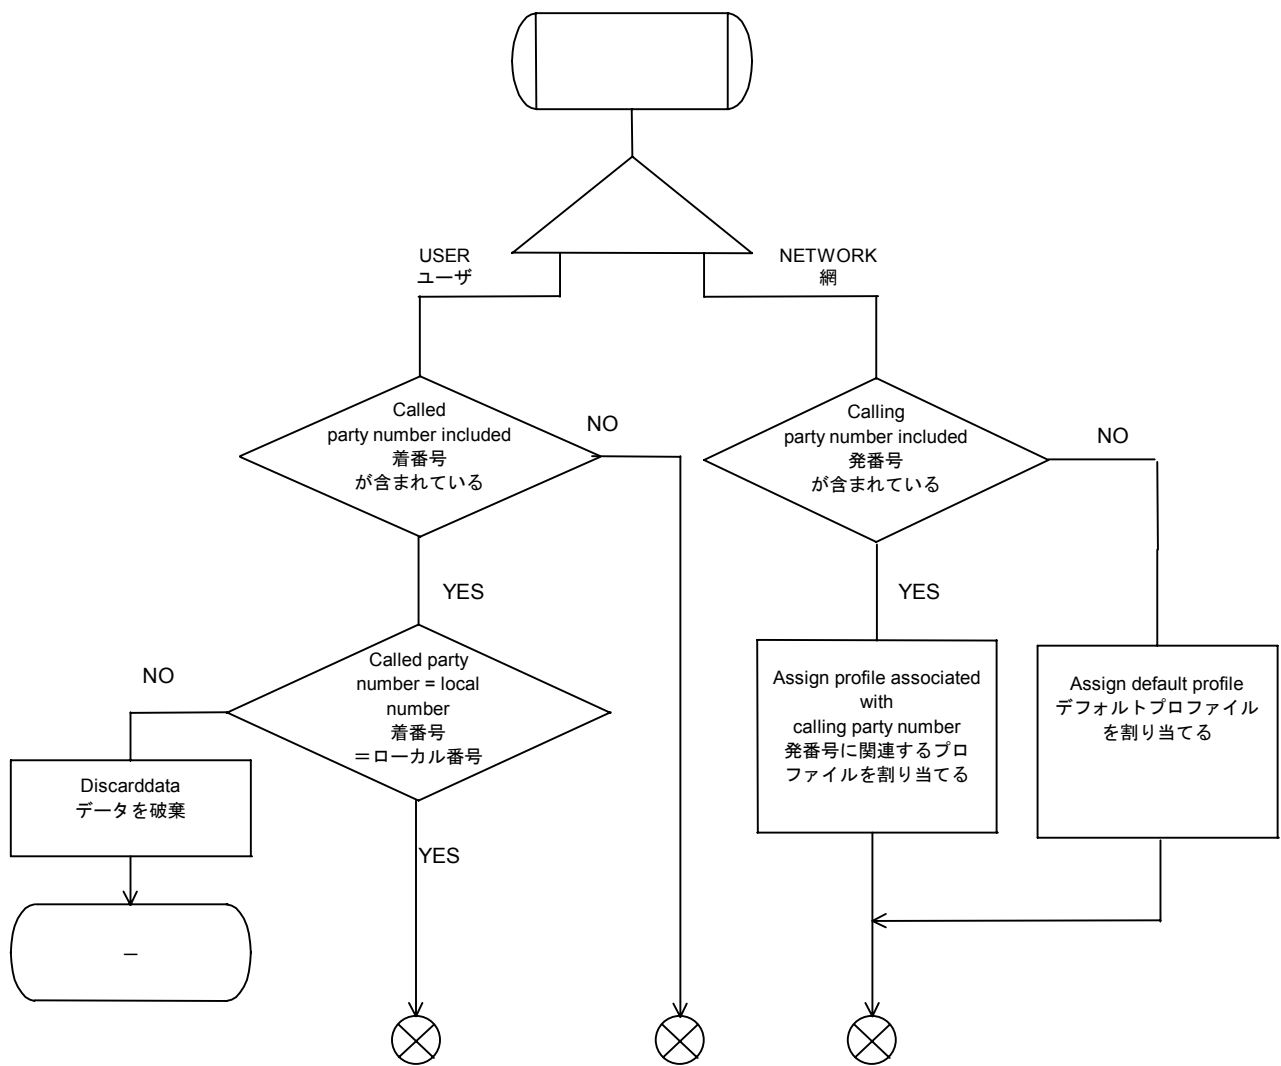 USER
ユーザ
NETWORK
網
Called
party number included
着番号
が含まれている
NO
Calling
party number included
発番号
が含まれている
NO
YES
YES
Called party
number = local
number
着番号
＝ローカル番号
NO
YES
Assign profile associated
with
calling party number
発番号に関連するプロ
ファイルを割り当てる
Assign default profile
デフォルトプロファイル
を割り当てる
Discarddata
データを破棄
–